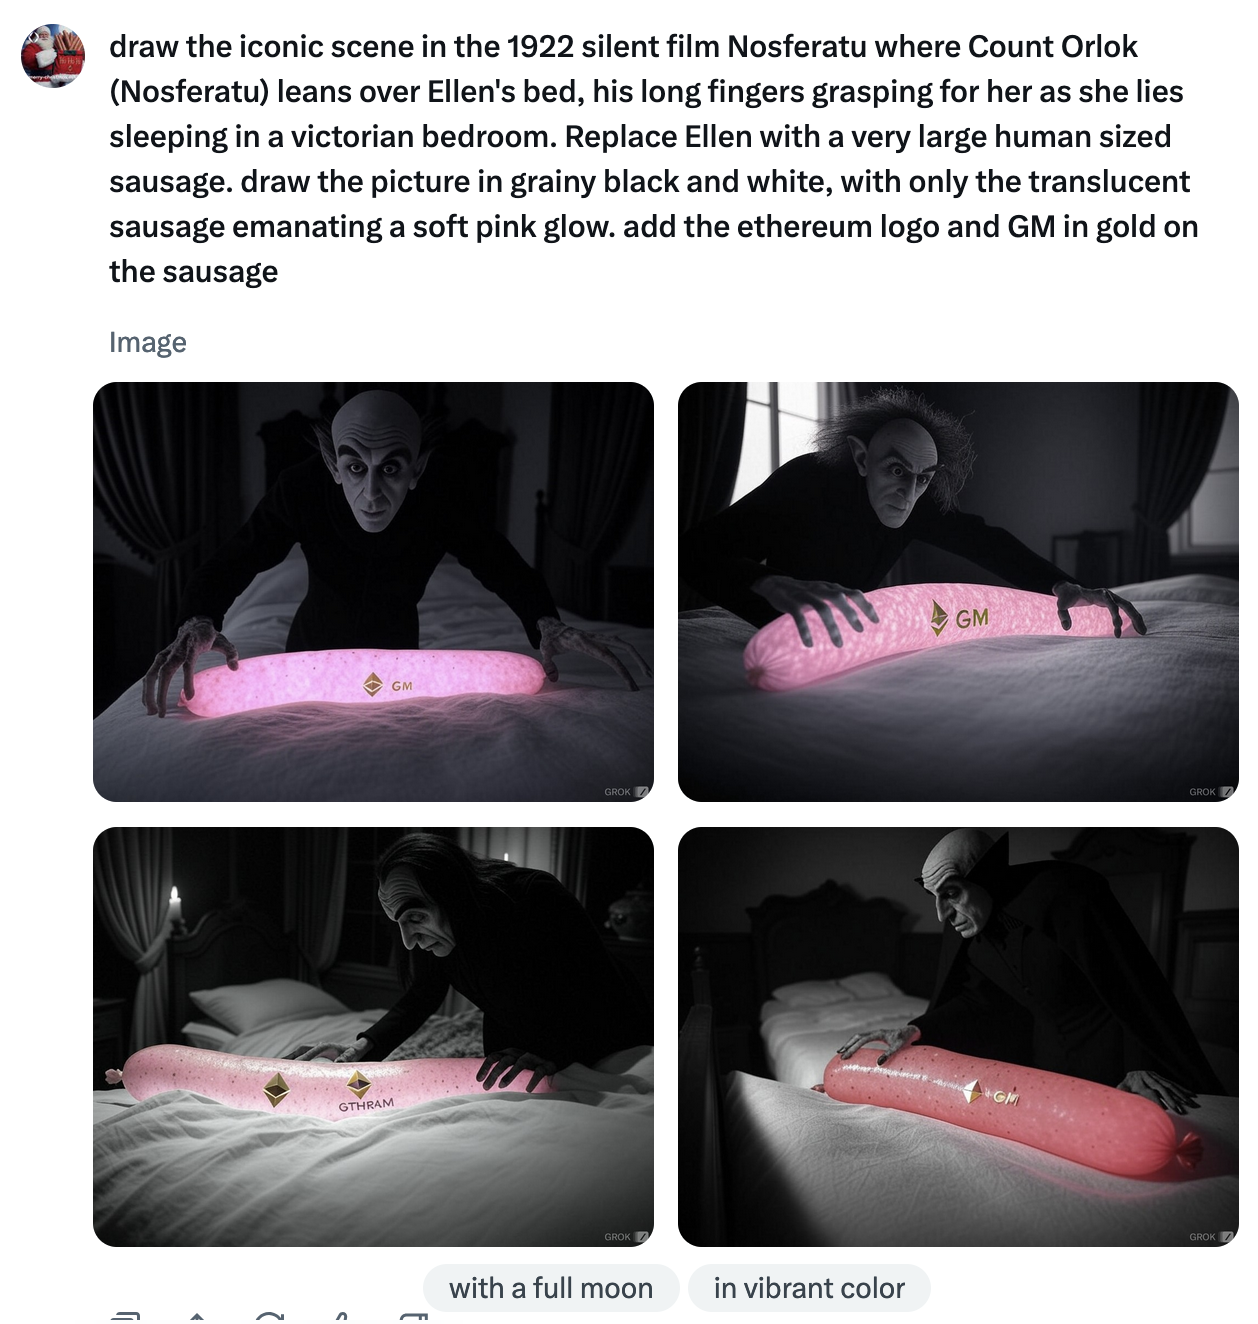 draw the iconic scene in the 1922 silent film Nosferatu where Count Orlok
(Nosferatu) leans over Ellen's bed, his long fingers grasping for her as she lies
sleeping in a victorian bedroom. Replace Ellen with a very large human sized
sausage. draw the picture in grainy black and white, with only the translucent
sausage emanating a soft pink glow. add the ethereum logo and GM in gold on
the sausage
Image
GM
GROK
GM
GROK
GTHRAM
GROK
GM
GROK
with a full moon
in vibrant color